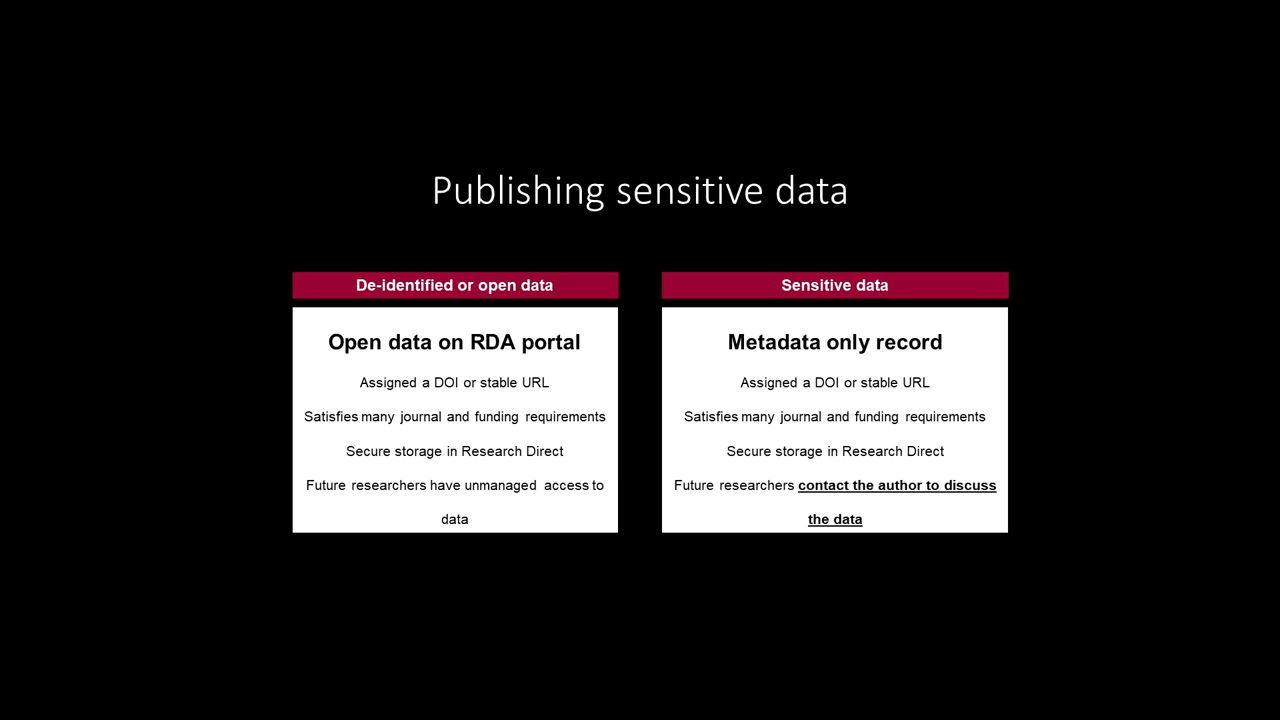 Publishing sensitive data
De-identified or open data
Open data on RDA portal
Assigned a DOI or stable URL
Satisfies many journal and funding requirements
Secure storage in Research Direct
Future researchers have unmanaged access to
data
Sensitive data
Metadata only record
Assigned a DOI or stable URL
Satisfies many journal and funding requirements
Secure storage in Research Direct
Future researchers contact the author to discuss
the data